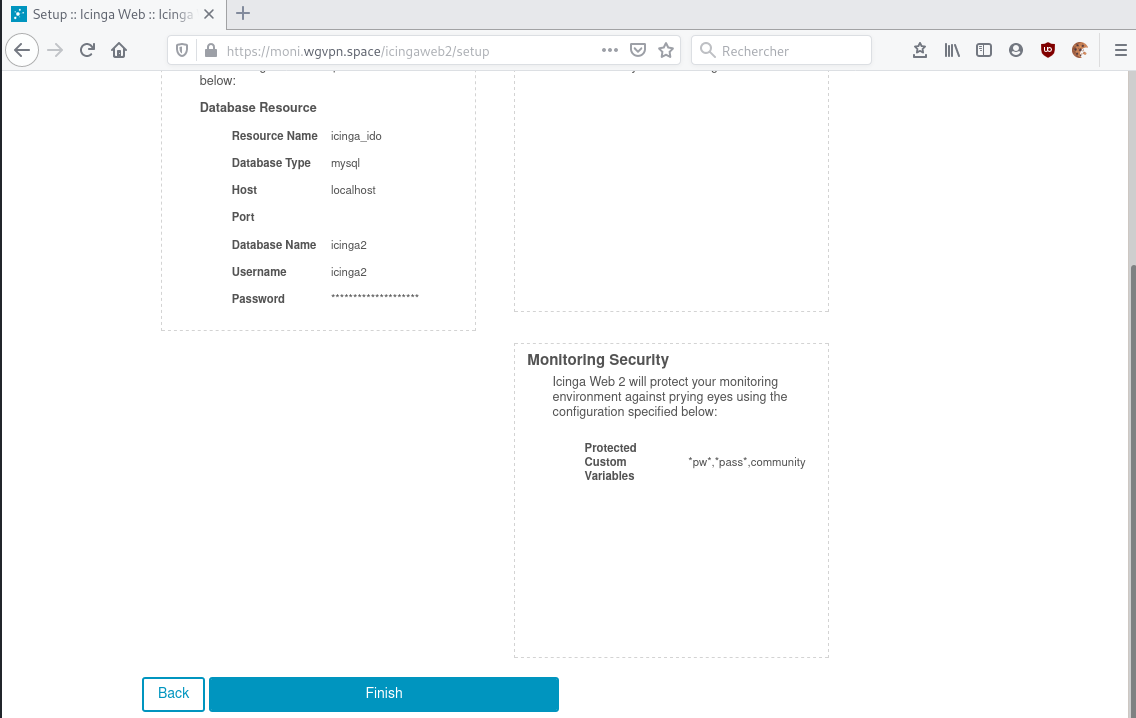 Setup :: Icinga Web :: Icinga
https://moni.wgvpn.space/icingaweb2/setup
Rechercher
below:
Database Resource
Resource Name icinga_ido
Database Type mysql
Host localhost
Port
Database Name icinga2
Username icinga2
Password ********************
Monitoring Security
Icinga Web 2 will protect your monitoring
environment against prying eyes using the
configuration specified below:
Protected
Custom *pw*,*pass*,community
Variables
Back Finish